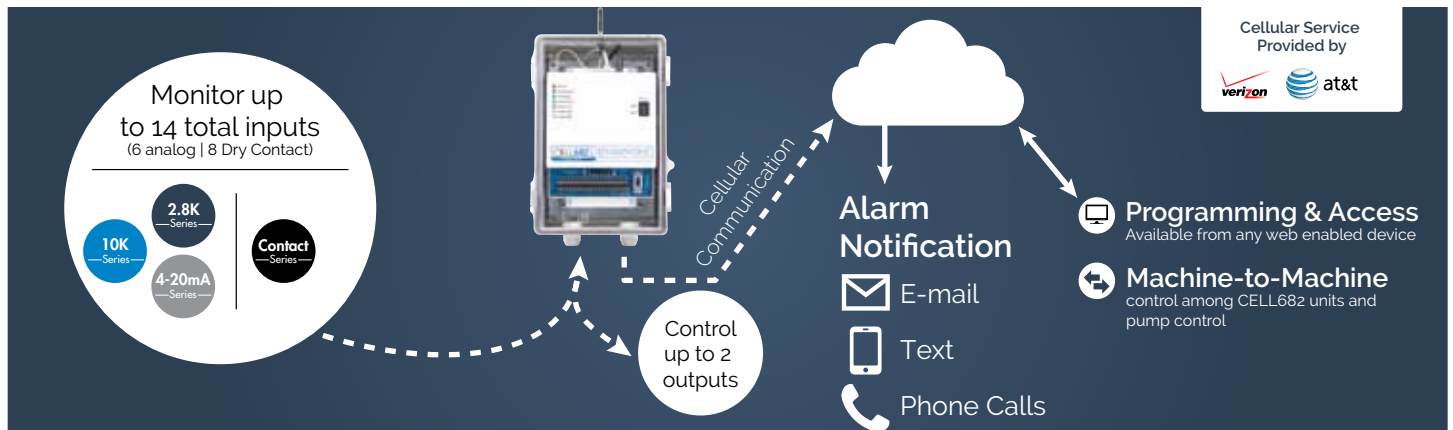 Monitor up
to 14 total inputs
(6 analog | 8 Dry Contact)
2.8K
Series
10K
Series
4-20mA
Series
Contact
Series
Cellular
Communication
Control
up to 2
outputs
Alarm
Notification
E-mail
Text
Phone Calls
Cellular Service
Provided by
verizon
at&t
Programming & Access
Available from any web enabled device
Machine-to-Machine
control among CELL682 units and
pump control